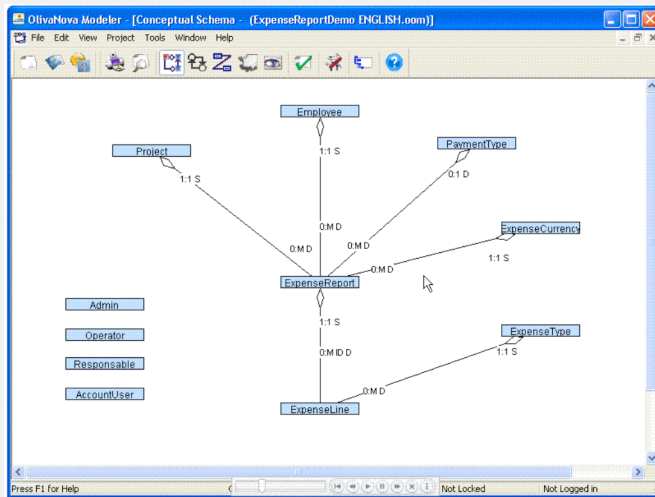 OlivaNova Modeler - [Conceptual Schema - (ExpenseReportDemo ENGLISH.oom)]
File Edit View Project Tools Window Help
Employee
Project
PaymentType
1:1 S
1:1 S
0:1 D
0:M D
ExpenseCurrency
0:M D
0:M D
1:1 S
0:M D
ExpenseReport
Admin
1:1 S
Operator
ExpenseType
0:M ID D
1:1 S
Responsable
AccountUser
0:M D
ExpenseLine
Press F1 for Help
Not Locked
Not Logged in